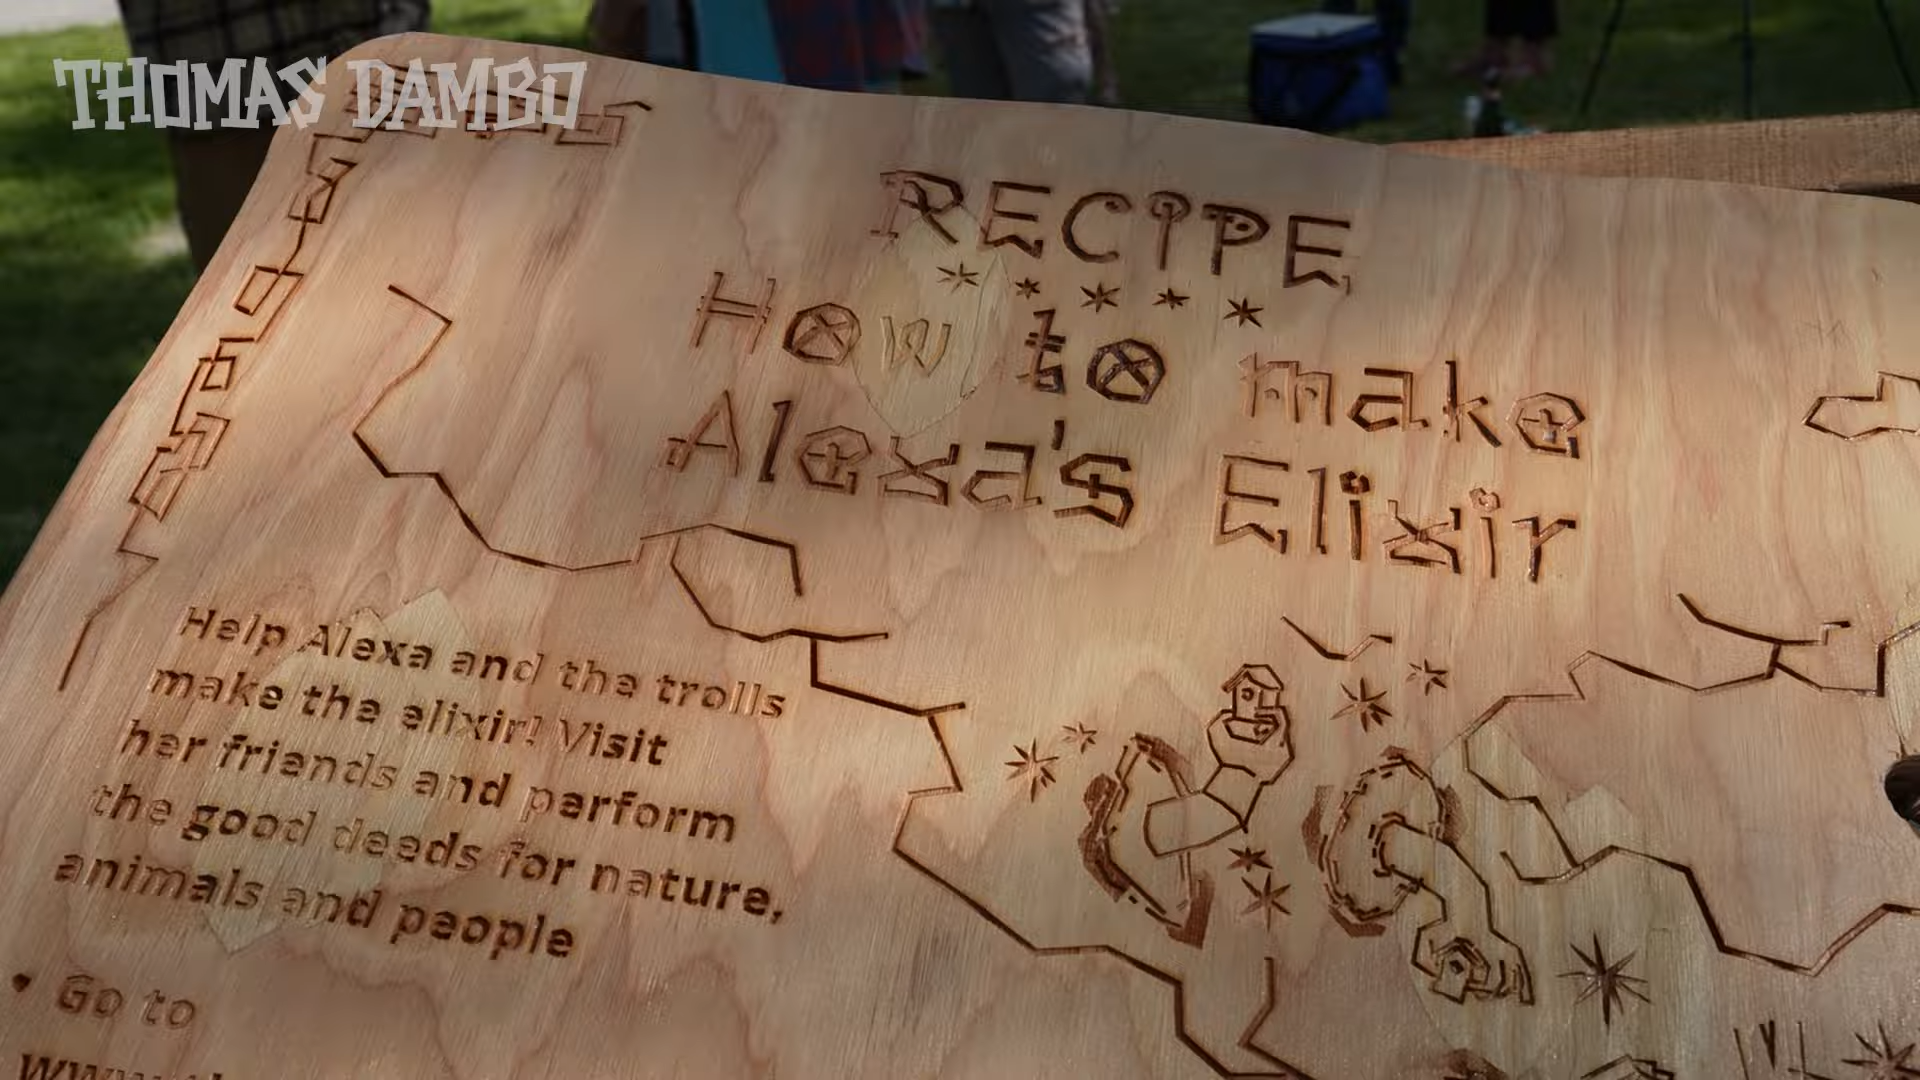 THOMAS DAMBO
RECIPE
How to make
Alexa's Elixir
Help Alexa and the trolls
make the elixir! Visit
her friends and perform
the good deeds for nature,
animals and people
• Go to